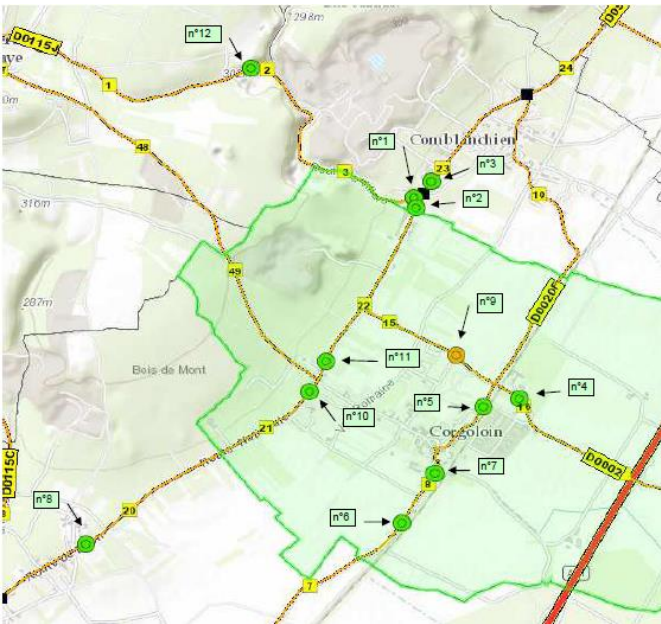 298m
n°12
D0115J
1
2
24
48
n°1
Comblanchien
n°3
23
3
n°2
10
316m
49
D0020F
287m
22
15
n°9
Bois de Mont
n°11
n°4
n°5
16
n°10
21
Corgoloin
D0002
D0115C
n°7
8
n°8
20
n°6
7